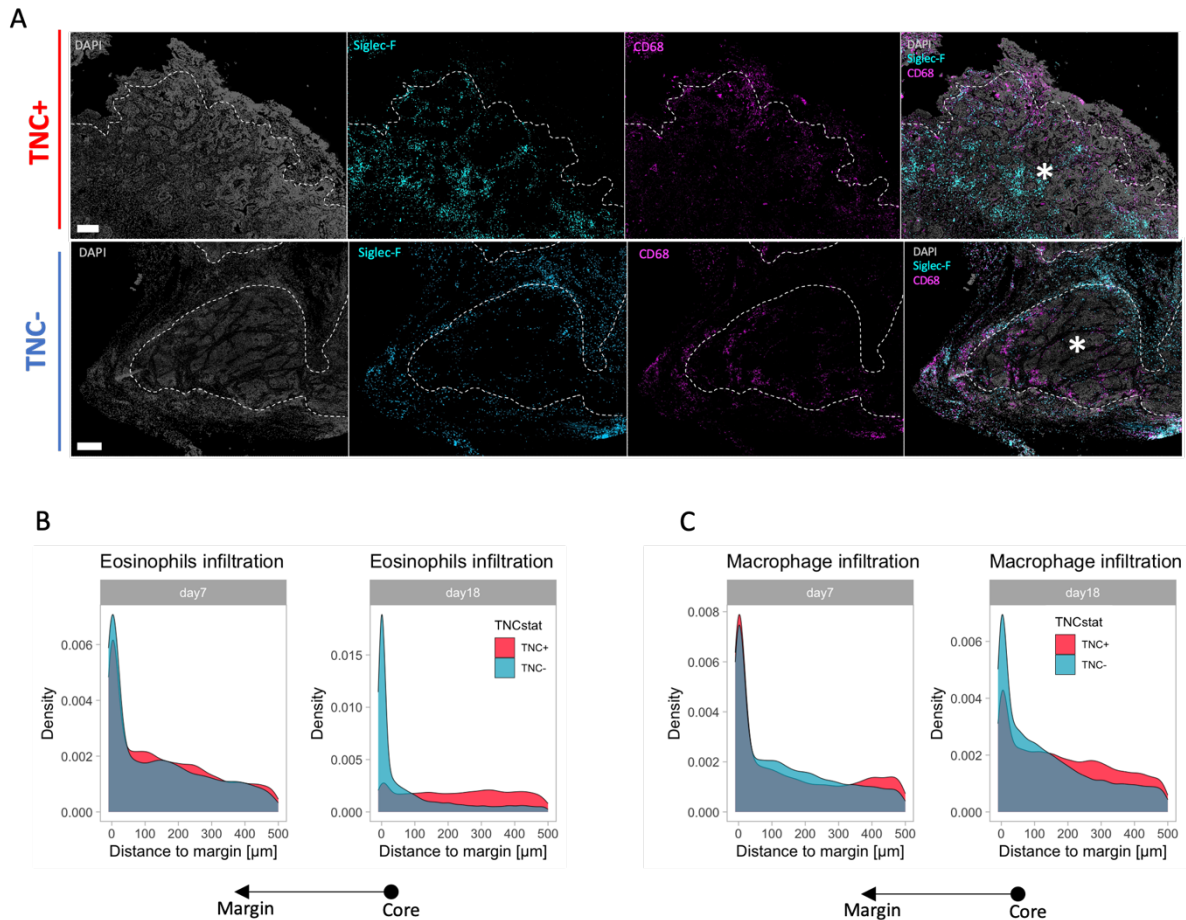 A
TNC+
DAPI
Siglec-F
CD68
DAPI
Siglec-F
CD68
*
TNC-
DAPI
Siglec-F
CD68
DAPI
Siglec-F
CD68
*
B
Eosinophils infiltration
day7
Density
0.006
0.004
0.002
0.000
0 100 200 300 400 500
Distance to margin [µm]
Eosinophils infiltration
day18
TNCstat
TNC+
TNC-
Density
0.015
0.010
0.005
0.000
0 100 200 300 400 500
Distance to margin [µm]
Margin Core
C
Macrophage infiltration
day7
Density
0.008
0.006
0.004
0.002
0.000
0 100 200 300 400 500
Distance to margin [µm]
Macrophage infiltration
day18
TNCstat
TNC+
TNC-
Density
0.006
0.004
0.002
0.000
0 100 200 300 400 500
Distance to margin [µm]
Margin Core